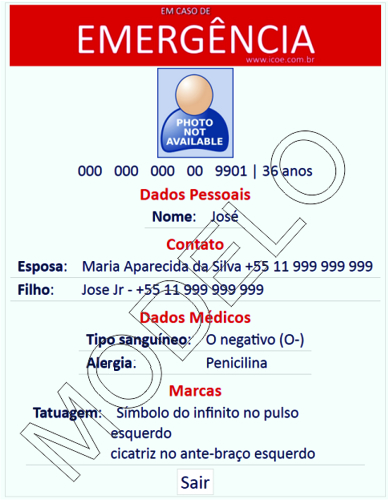 EM CASO DE
EMERGÊNCIA
www.icoe.com.br
PHOTO
NOT
AVAILABLE
000 000 000 00 9901 | 36 anos
Dados Pessoais
Nome: José
Contato
Esposa: Maria Aparecida da Silva +55 11 999 999 999
Filho: Jose Jr - +55 11 999 999 999
Dados Médicos
Tipo sanguíneo: O negativo (O-)
Alergia. Penicilina
Marcas
Tatuagem: Símbolo do infinito no pulso
esquerdo
cicatriz no ante-braço esquerdo
Sair
MODELO